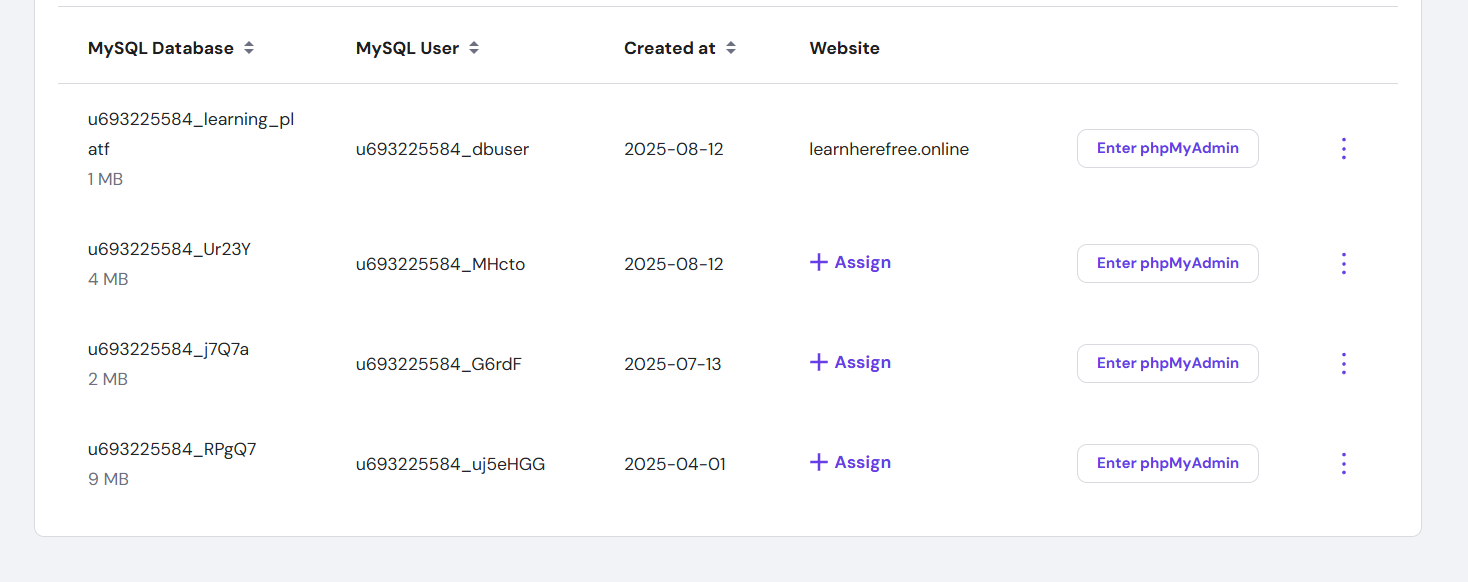 MySQL Database MySQL User Created at Website
u693225584_learning_pl
atf
1 MB
u693225584_dbuser 2025-08-12 learnherefree.online Enter phpMyAdmin
u693225584_Ur23Y
4 MB
u693225584_MHcto 2025-08-12 + Assign Enter phpMyAdmin
u693225584_j7Q7a
2 MB
u693225584_G6rdF 2025-07-13 + Assign Enter phpMyAdmin
u693225584_RPgQ7
9 MB
u693225584_uj5eHGG 2025-04-01 + Assign Enter phpMyAdmin